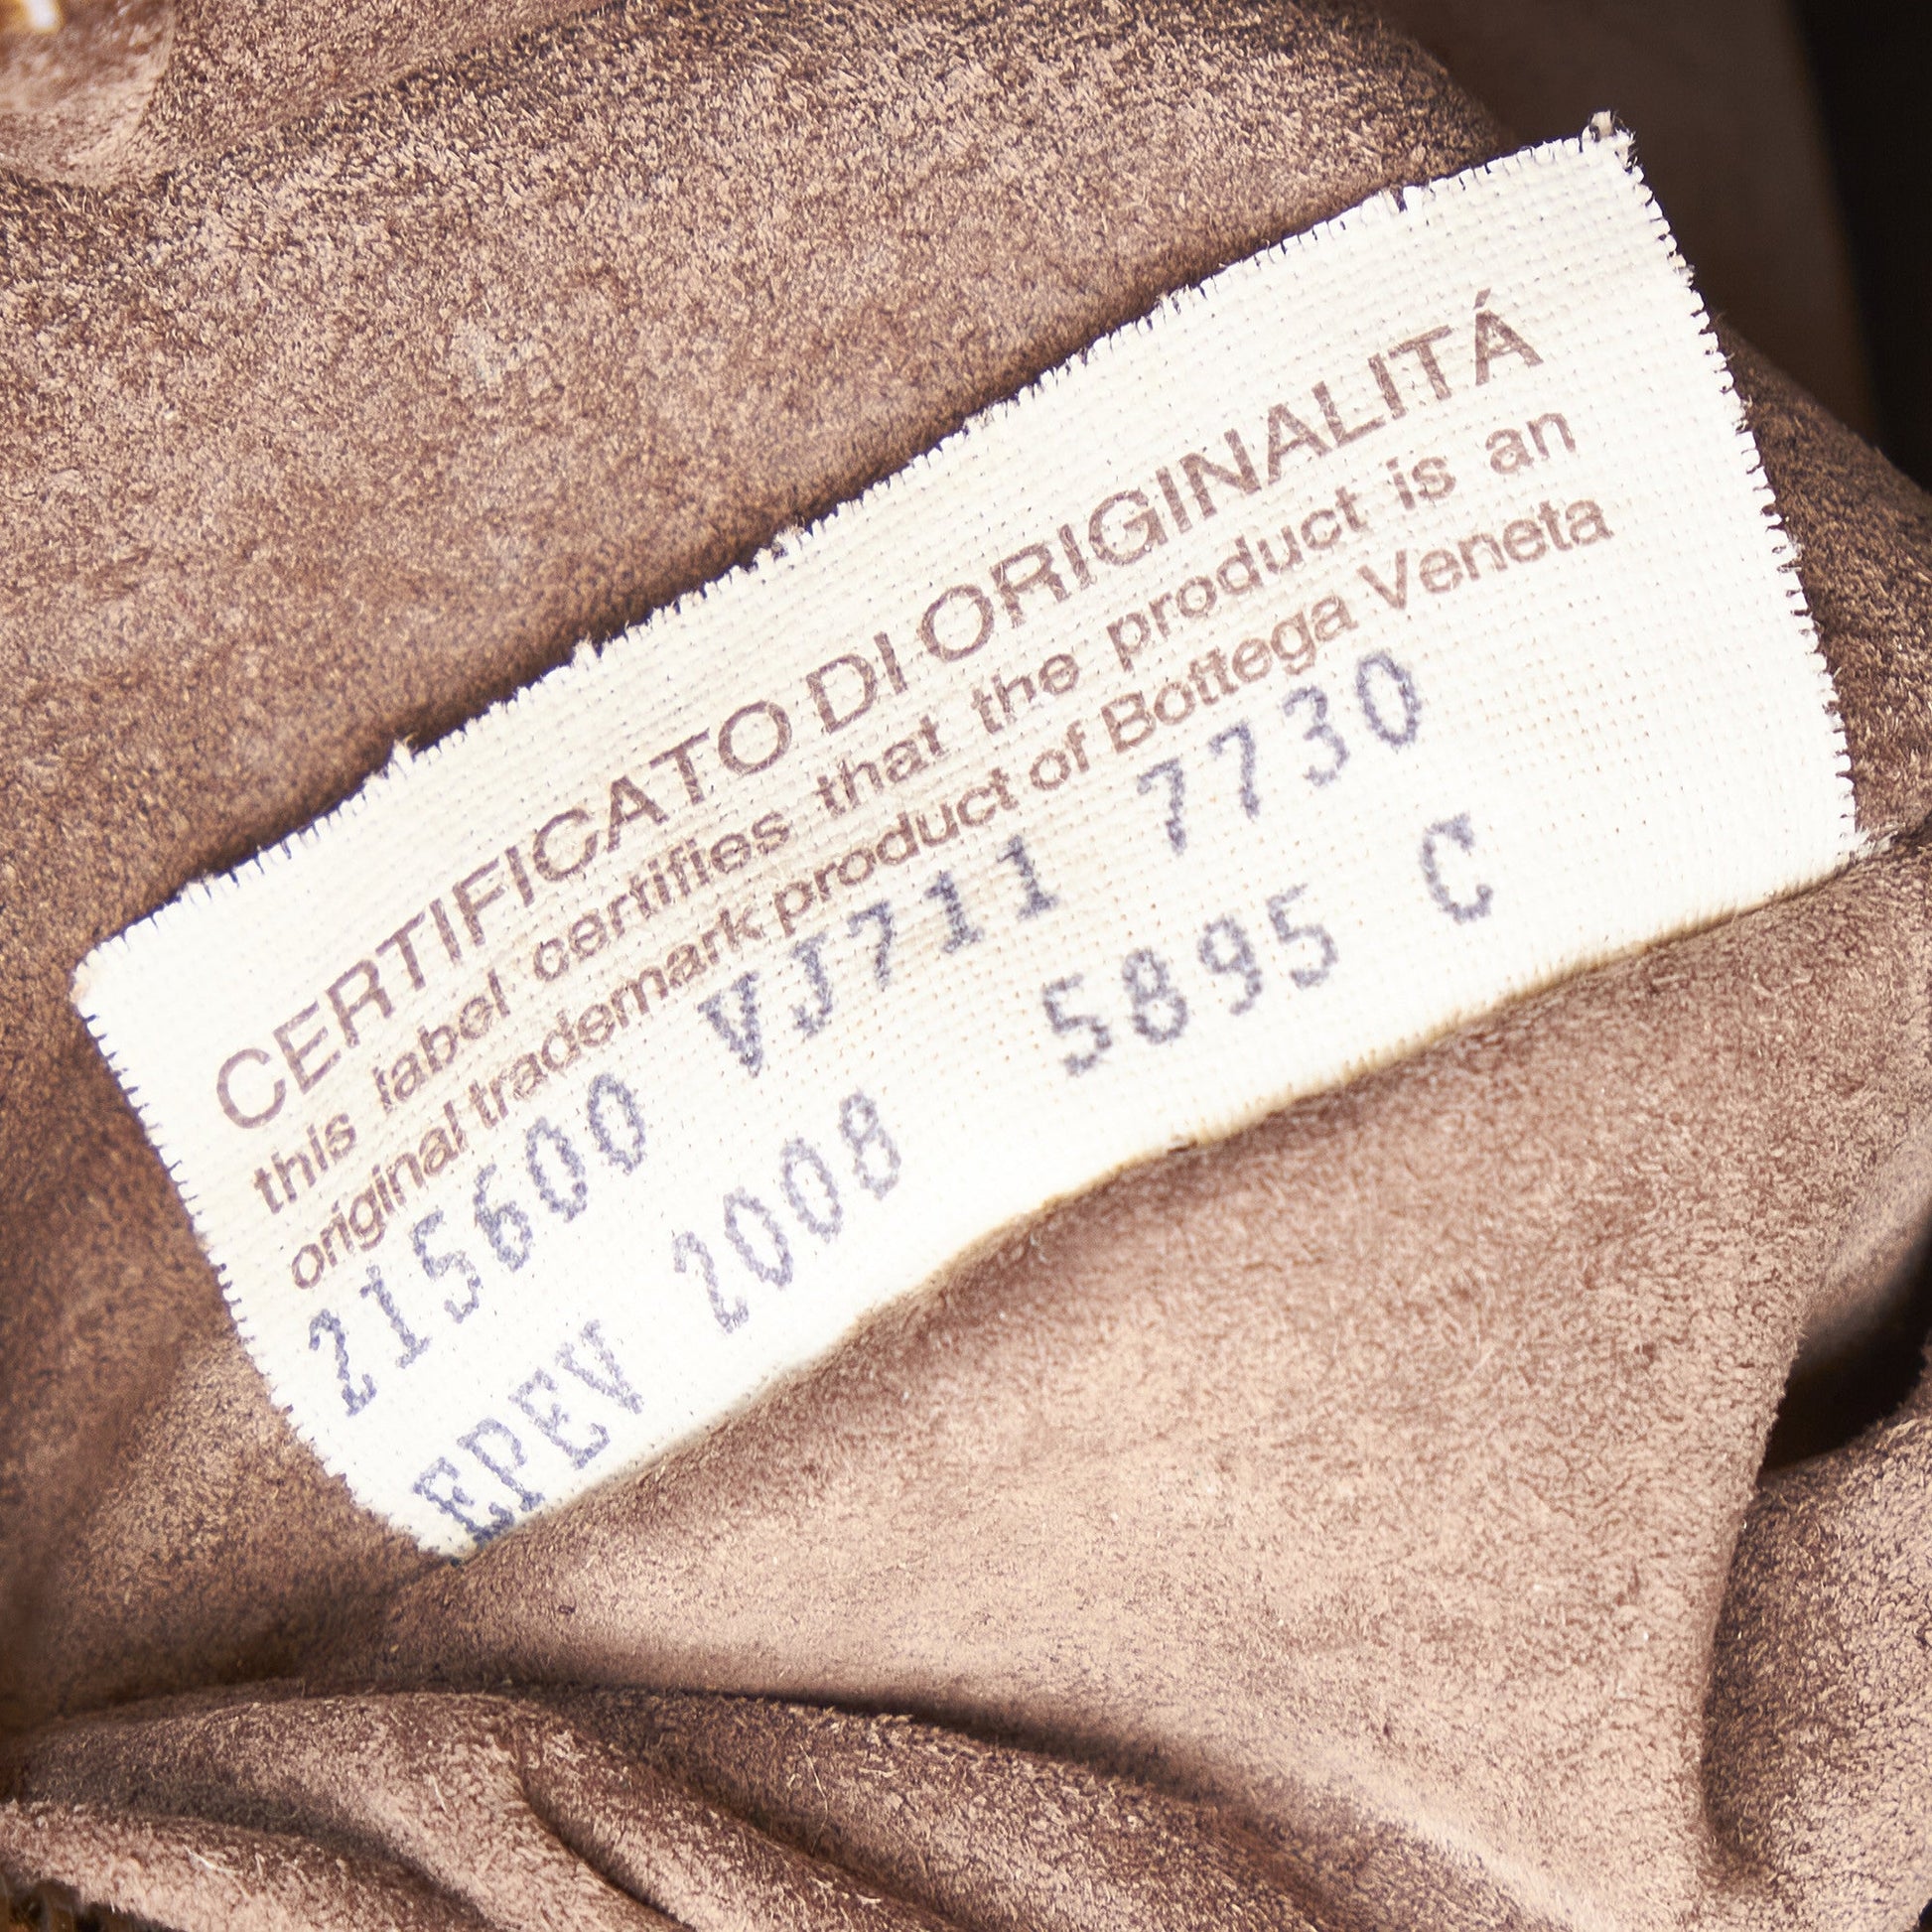 CERTIFICATO DI ORIGINALITÁ
this label certifies that the product is an
original trademark product of Bottega Veneta
215600 VJ711 7730
EPEV 2008 5895 C